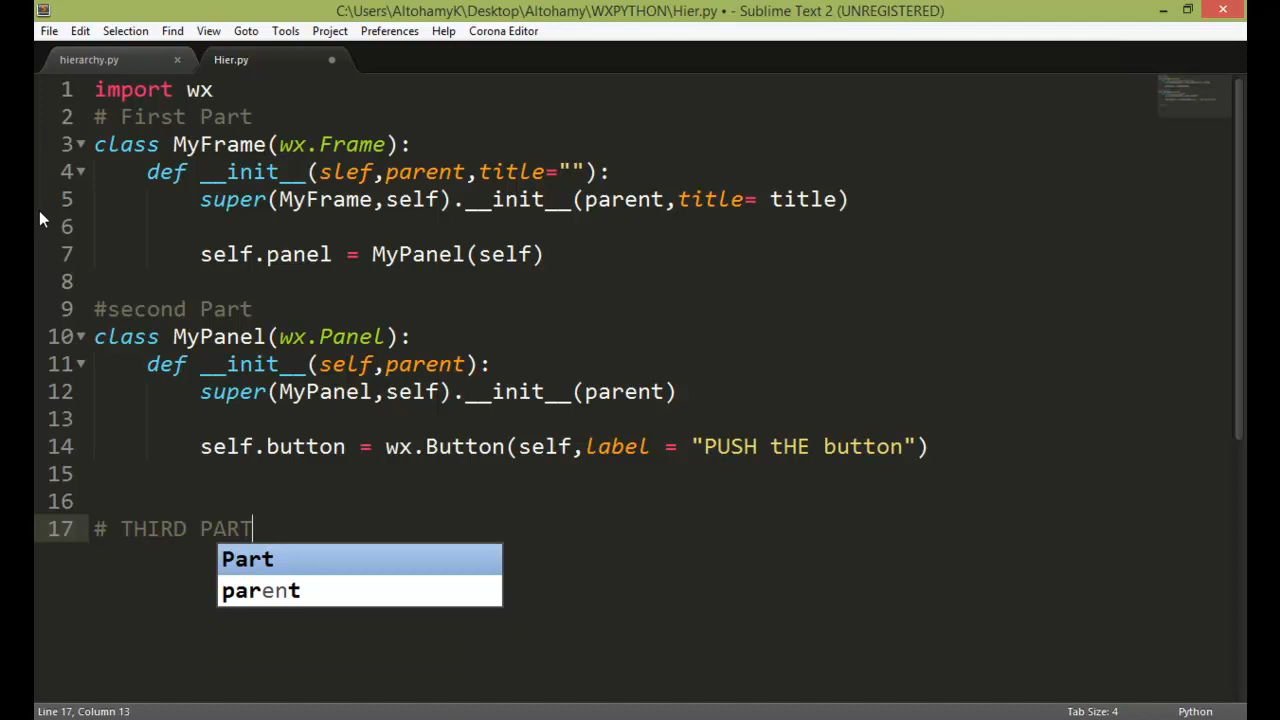 C:\Users\AltohamyK\Desktop\Altohamy\WXPYTHON\Hier.py • - Sublime Text 2 (UNREGISTERED)
File Edit Selection Find View Goto Tools Project Preferences Help Corona Editor
hierarchy.py Hier.py
1 import wx
2 # First Part
3 class MyFrame(wx.Frame):
4 def __init__(slef,parent,title=""):
5 super(MyFrame,self).__init__(parent,title= title)
6
7 self.panel = MyPanel(self)
8
9 #second Part
10 class MyPanel(wx.Panel):
11 def __init__(self,parent):
12 super(MyPanel,self).__init__(parent)
13
14 self.button = wx.Button(self,label = "PUSH tHE button")
15
16
17 # THIRD PART
Part
parent
Line 17, Column 13 Tab Size: 4 Python